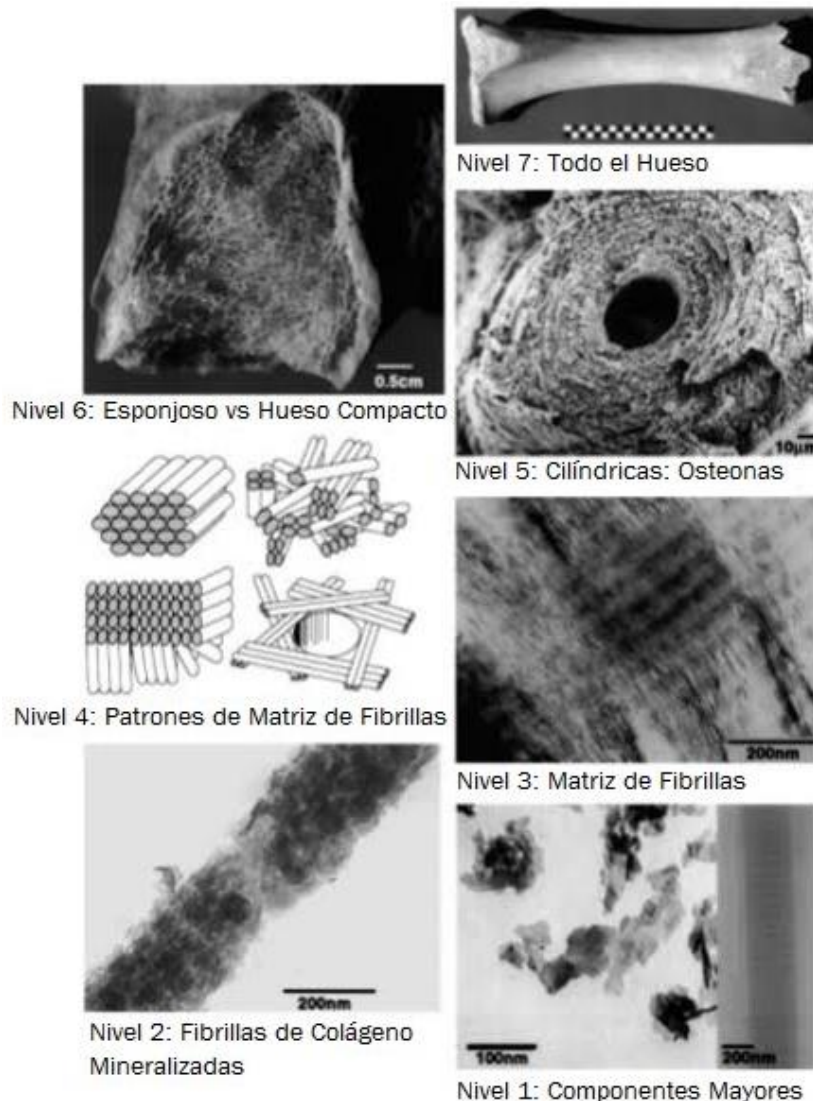 Nivel 7: Todo el Hueso
0.5cm
Nivel 6: Esponjoso vs Hueso Compacto
10µm
Nivel 5: Cilíndricas: Osteonas
Nivel 4: Patrones de Matriz de Fibrillas
200nm
Nivel 3: Matriz de Fibrillas
200nm
Nivel 2: Fibrillas de Colágeno
Mineralizadas
100nm
200nm
Nivel 1: Componentes Mayores